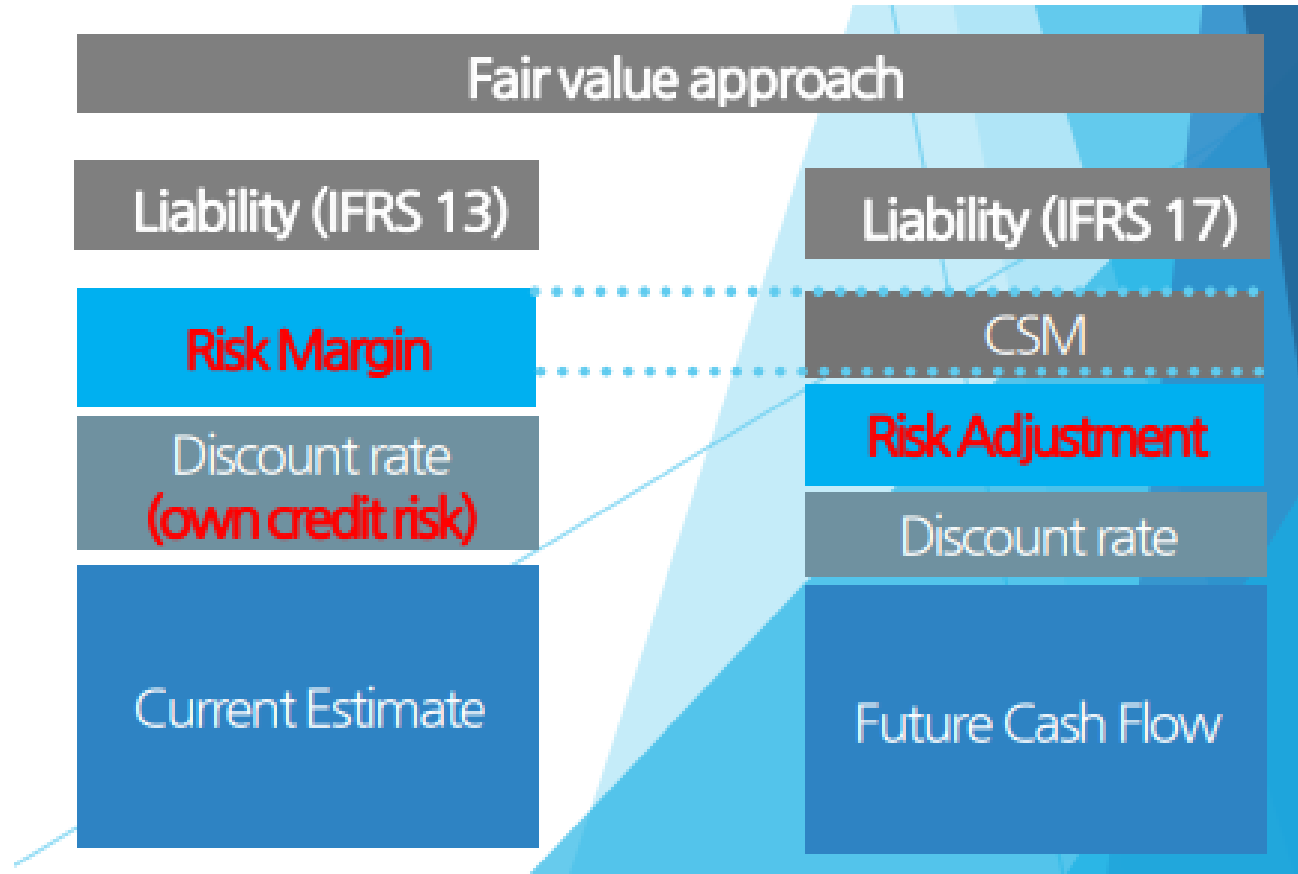 Fair value approach
Liability (IFRS 13)
Risk Margin
Discount rate
(own credit risk)
Current Estimate
Liability (IFRS 17)
CSM
Risk Adjustment
Discount rate
Future Cash Flow